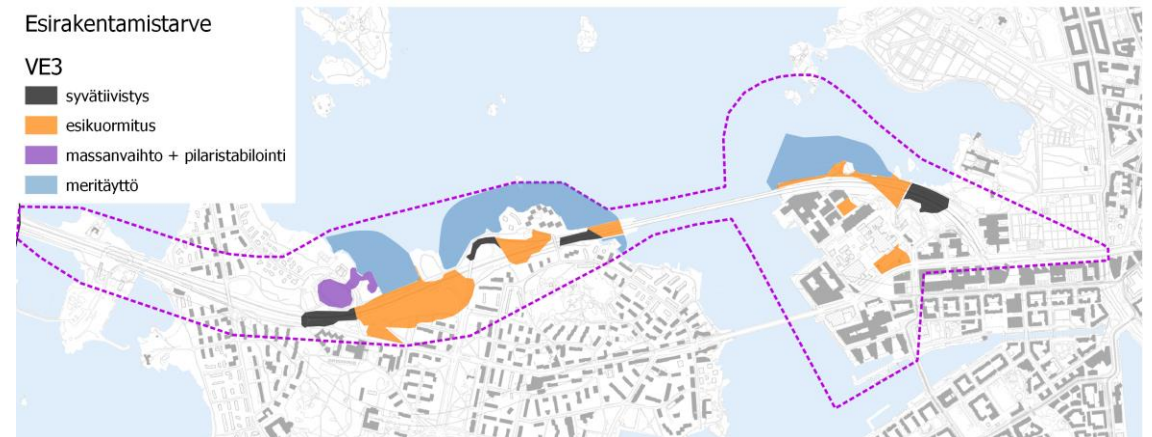 Esirakentamistarve
VE3
syvätiivistys
esikuormitus
massanvaihto + pilaristabilointi
meritäyttö